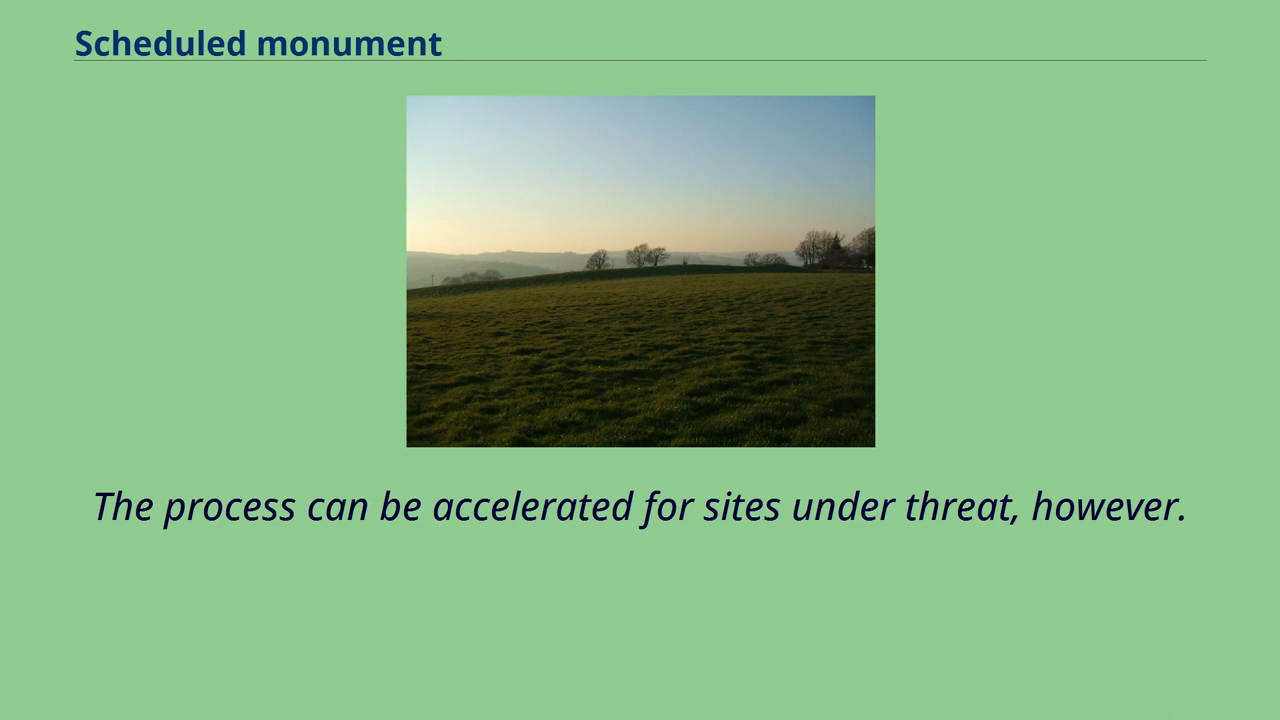 Scheduled monument
The process can be accelerated for sites under threat, however.